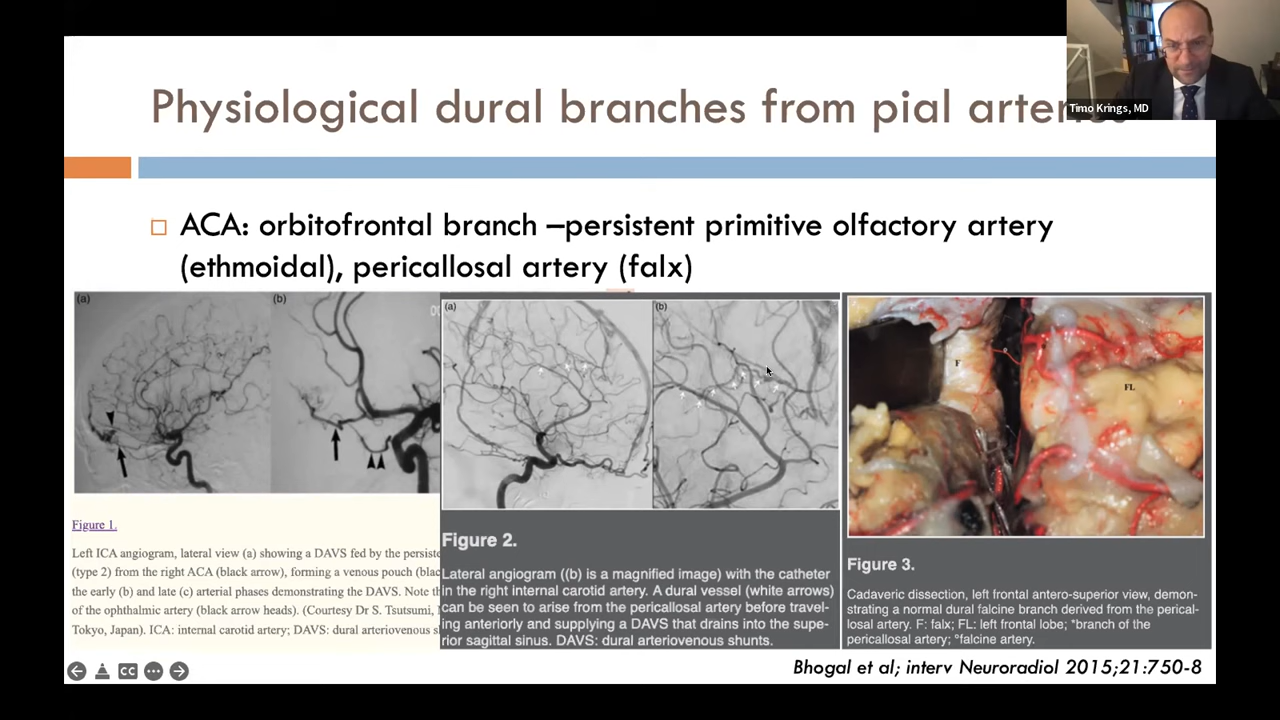 Physiological dural branches from pial
Timo Krings, MD
ACA: orbitofrontal branch –persistent primitive olfactory artery
(ethmoidal), pericallosal artery (falx)
(a)
(b)
(a)
(b)
F
FL
Figure 1.
Left ICA angiogram, lateral view (a) showing a DAVS fed by the
(type 2) from the right ACA (black arrow), forming a venous pouch
the early (b) and late (c) arterial phases demonstrating the DAVS. Note
of the ophthalmic artery (black arrow heads). (Courtesy Dr S. Tsutsumi,
Tokyo, Japan). ICA: internal carotid artery; DAVS: dural arteriovenous
Figure 2.
Lateral angiogram ((b) is a magnified image) with the catheter
in the right internal carotid artery. A dural vessel (white arrows)
can be seen to arise from the pericallosal artery before travel-
ing anteriorly and supplying a DAVS that drains into the supe-
rior sagittal sinus. DAVS: dural arteriovenous shunts.
Figure 3.
Cadaveric dissection, left frontal antero-superior view, demon-
strating a normal dural falcine branch derived from the perical-
losal artery. F: falx; FL: left frontal lobe; *branch of the
pericallosal artery; °falcine artery.
CC
Bhogal et al; interv Neuroradiol 2015;21:750-8